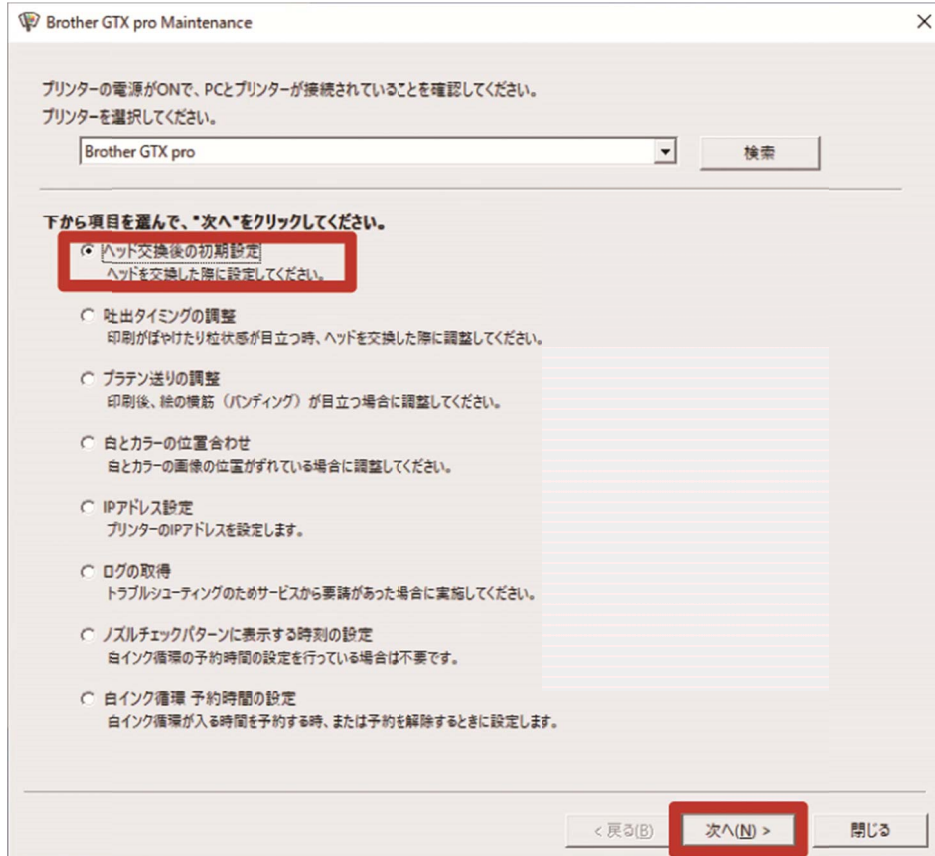 Brother GTX pro Maintenance
プリンターの電源がONで、PCとプリンターが接続されていることを確認してください。
プリンターを選択してください。
Brother GTX pro
検索
下から項目を選んで、"次へ"をクリックしてください。
ヘッド交換後の初期設定
ヘッドを交換した際に設定してください。
吐出タイミングの調整
印刷がぼやけたり粒状感が目立つ時、ヘッドを交換した際に調整してください。
プラテン送りの調整
印刷後、絵の横筋（バンディング）が目立つ場合に調整してください。
白とカラーの位置合わせ
白とカラーの画像の位置がずれている場合に調整してください。
IPアドレス設定
プリンターのIPアドレスを設定します。
ログの取得
トラブルシューティングのためサービスから要請があった場合に実施してください。
ノズルチェックパターンに表示する時刻の設定
白インク循環の予約時間の設定を行っている場合は不要です。
白インク循環 予約時間の設定
白インク循環が入る時間を予約する時、または予約を解除するときに設定します。
< 戻る(B)
次へ(N) >
閉じる